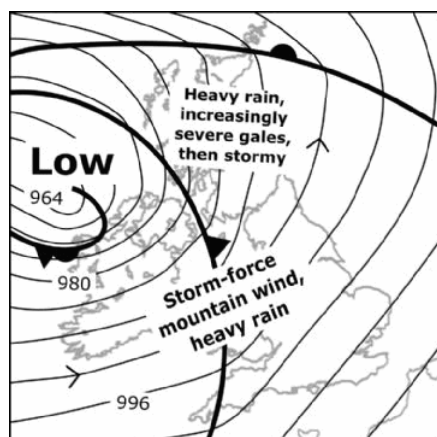 Heavy rain,
increasingly
severe gales,
then stormy
Low
964
980
Storm-force
mountain wind,
heavy rain
996